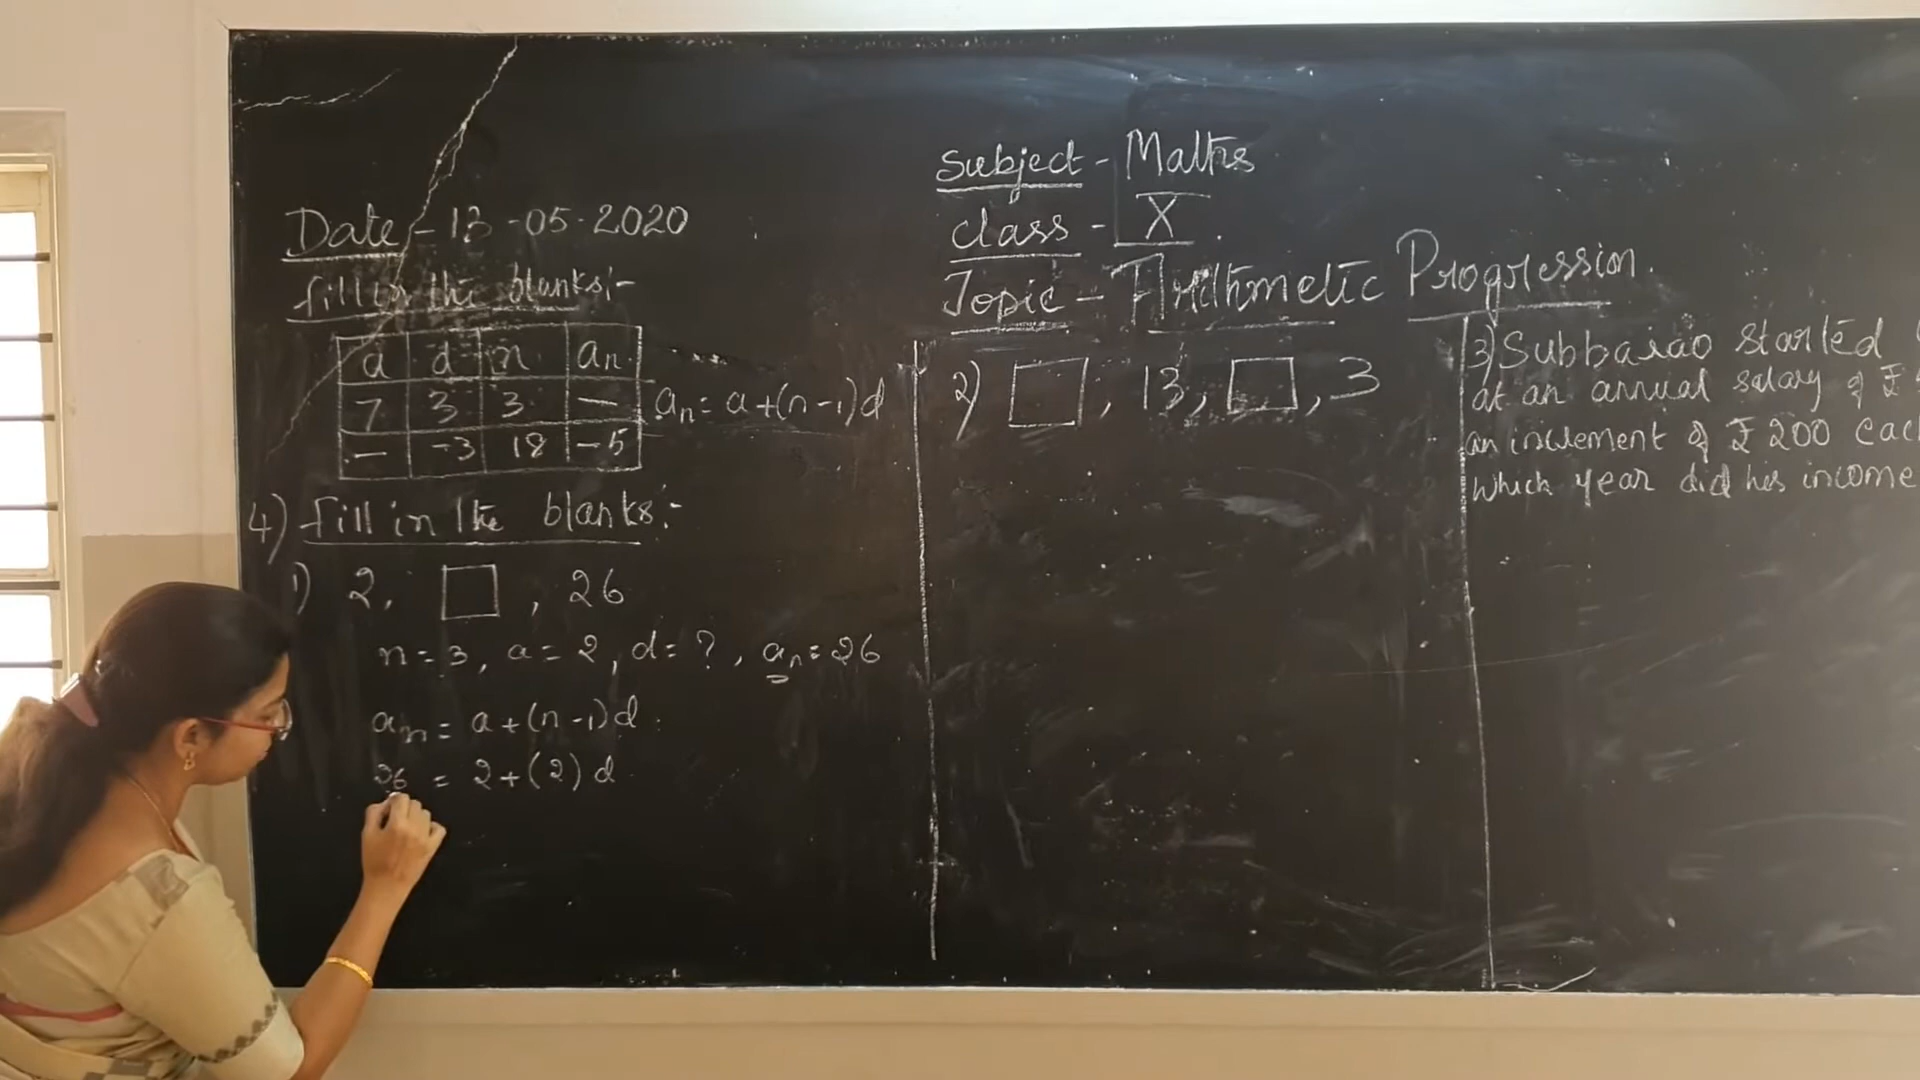 Subject - Maths
Class - X
Topic - Arithmetic Progression.
Date - 13-05-2020
fill in the blanks:-
a d n an
7 3 3 —
— -3 18 -5
an = a+(n-1)d
4) fill in the blanks:-
1) 2, □, 26
n=3, a=2, d=?, an=26
an = a+(n-1)d.
26 = 2+(2)d
2) □, 13, □, 3
3) Subbarao started
at an annual salary of ₹
an increment of ₹200 eac
which year did his income